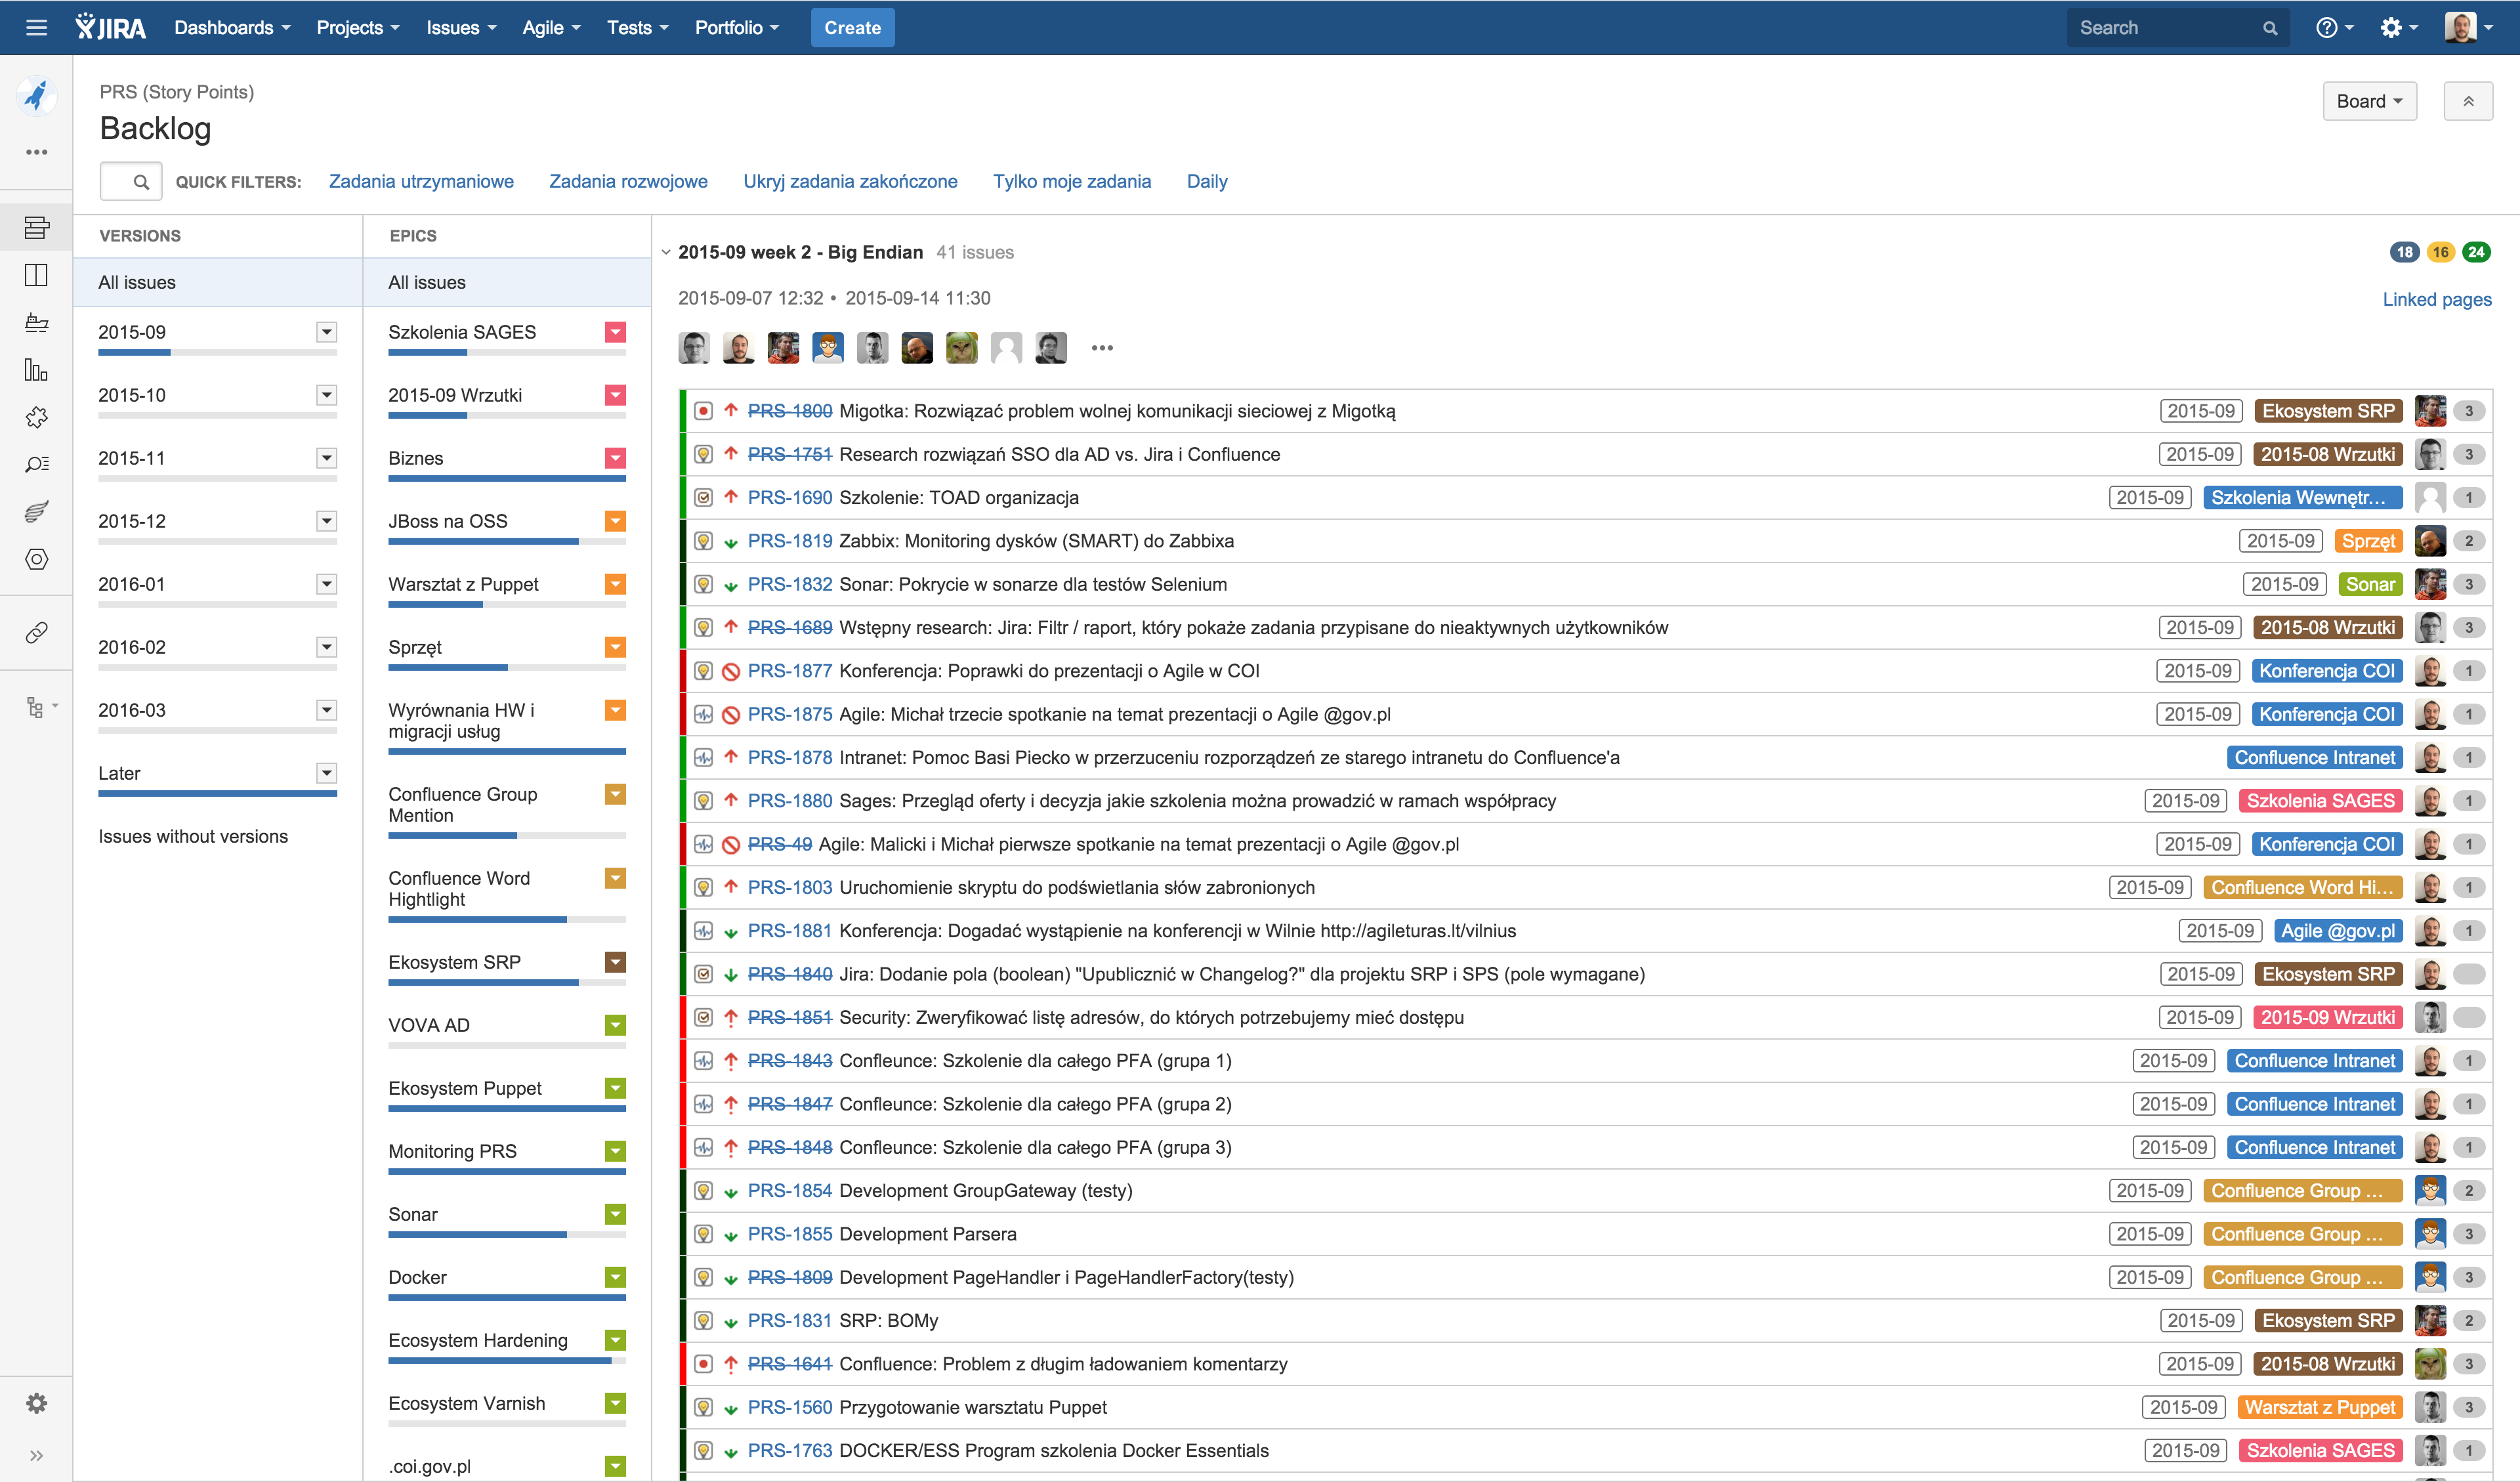 JIRA Dashboards Projects Issues Agile Tests Portfolio Create Search
PRS (Story Points)
Board
Backlog
QUICK FILTERS: Zadania utrzymaniowe Zadania rozwojowe Ukryj zadania zakończone Tylko moje zadania Daily
VERSIONS
All issues
2015-09
2015-10
2015-11
2015-12
2016-01
2016-02
2016-03
Later
Issues without versions
EPICS
All issues
Szkolenia SAGES
2015-09 Wrzutki
Biznes
JBoss na OSS
Warsztat z Puppet
Sprzęt
Wyrównania HW i
migracji usług
Confluence Group
Mention
Confluence Word
Hightlight
Ekosystem SRP
VOVA AD
Ekosystem Puppet
Monitoring PRS
Sonar
Docker
Ecosystem Hardening
Ecosystem Varnish
.coi.gov.pl
2015-09 week 2 - Big Endian 41 issues 18 16 24
2015-09-07 12:32 • 2015-09-14 11:30 Linked pages
PRS-1800 Migotka: Rozwiązać problem wolnej komunikacji sieciowej z Migotką 2015-09 Ekosystem SRP 3
PRS-1751 Research rozwiązań SSO dla AD vs. Jira i Confluence 2015-09 2015-08 Wrzutki 3
PRS-1690 Szkolenie: TOAD organizacja 2015-09 Szkolenia Wewnętr... 1
PRS-1819 Zabbix: Monitoring dysków (SMART) do Zabbixa 2015-09 Sprzęt 2
PRS-1832 Sonar: Pokrycie w sonarze dla testów Selenium 2015-09 Sonar 3
PRS-1689 Wstępny research: Jira: Filtr / raport, który pokaże zadania przypisane do nieaktywnych użytkowników 2015-09 2015-08 Wrzutki 3
PRS-1877 Konferencja: Poprawki do prezentacji o Agile w COI 2015-09 Konferencja COI 1
PRS-1875 Agile: Michał trzecie spotkanie na temat prezentacji o Agile @gov.pl 2015-09 Konferencja COI 1
PRS-1878 Intranet: Pomoc Basi Piecko w przerzuceniu rozporządzeń ze starego intranetu do Confluence'a Confluence Intranet 1
PRS-1880 Sages: Przegląd oferty i decyzja jakie szkolenia można prowadzić w ramach współpracy 2015-09 Szkolenia SAGES 1
PRS-49 Agile: Malicki i Michał pierwsze spotkanie na temat prezentacji o Agile @gov.pl 2015-09 Konferencja COI 1
PRS-1803 Uruchomienie skryptu do podświetlania słów zabronionych 2015-09 Confluence Word Hi... 1
PRS-1881 Konferencja: Dogadać wystąpienie na konferencji w Wilnie http://agileturas.lt/vilnius 2015-09 Agile @gov.pl 1
PRS-1840 Jira: Dodanie pola (boolean) "Upublicznić w Changelog?" dla projektu SRP i SPS (pole wymagane) 2015-09 Ekosystem SRP
PRS-1851 Security: Zweryfikować listę adresów, do których potrzebujemy mieć dostępu 2015-09 2015-09 Wrzutki
PRS-1843 Confleunce: Szkolenie dla całego PFA (grupa 1) 2015-09 Confluence Intranet 1
PRS-1847 Confleunce: Szkolenie dla całego PFA (grupa 2) 2015-09 Confluence Intranet 1
PRS-1848 Confleunce: Szkolenie dla całego PFA (grupa 3) 2015-09 Confluence Intranet 1
PRS-1854 Development GroupGateway (testy) 2015-09 Confluence Group ... 2
PRS-1855 Development Parsera 2015-09 Confluence Group ... 3
PRS-1809 Development PageHandler i PageHandlerFactory(testy) 2015-09 Confluence Group ... 3
PRS-1831 SRP: BOMy 2015-09 Ekosystem SRP 2
PRS-1641 Confluence: Problem z długim ładowaniem komentarzy 2015-09 2015-08 Wrzutki 3
PRS-1560 Przygotowanie warsztatu Puppet 2015-09 Warsztat z Puppet 3
PRS-1763 DOCKER/ESS Program szkolenia Docker Essentials 2015-09 Szkolenia SAGES 1